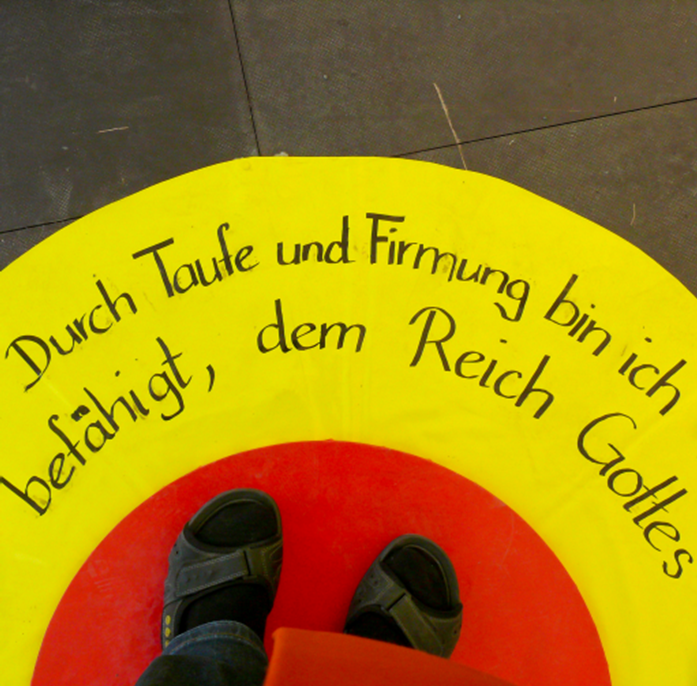 Durch Taufe und Firmung bin ich
befähigt, dem Reich Gottes